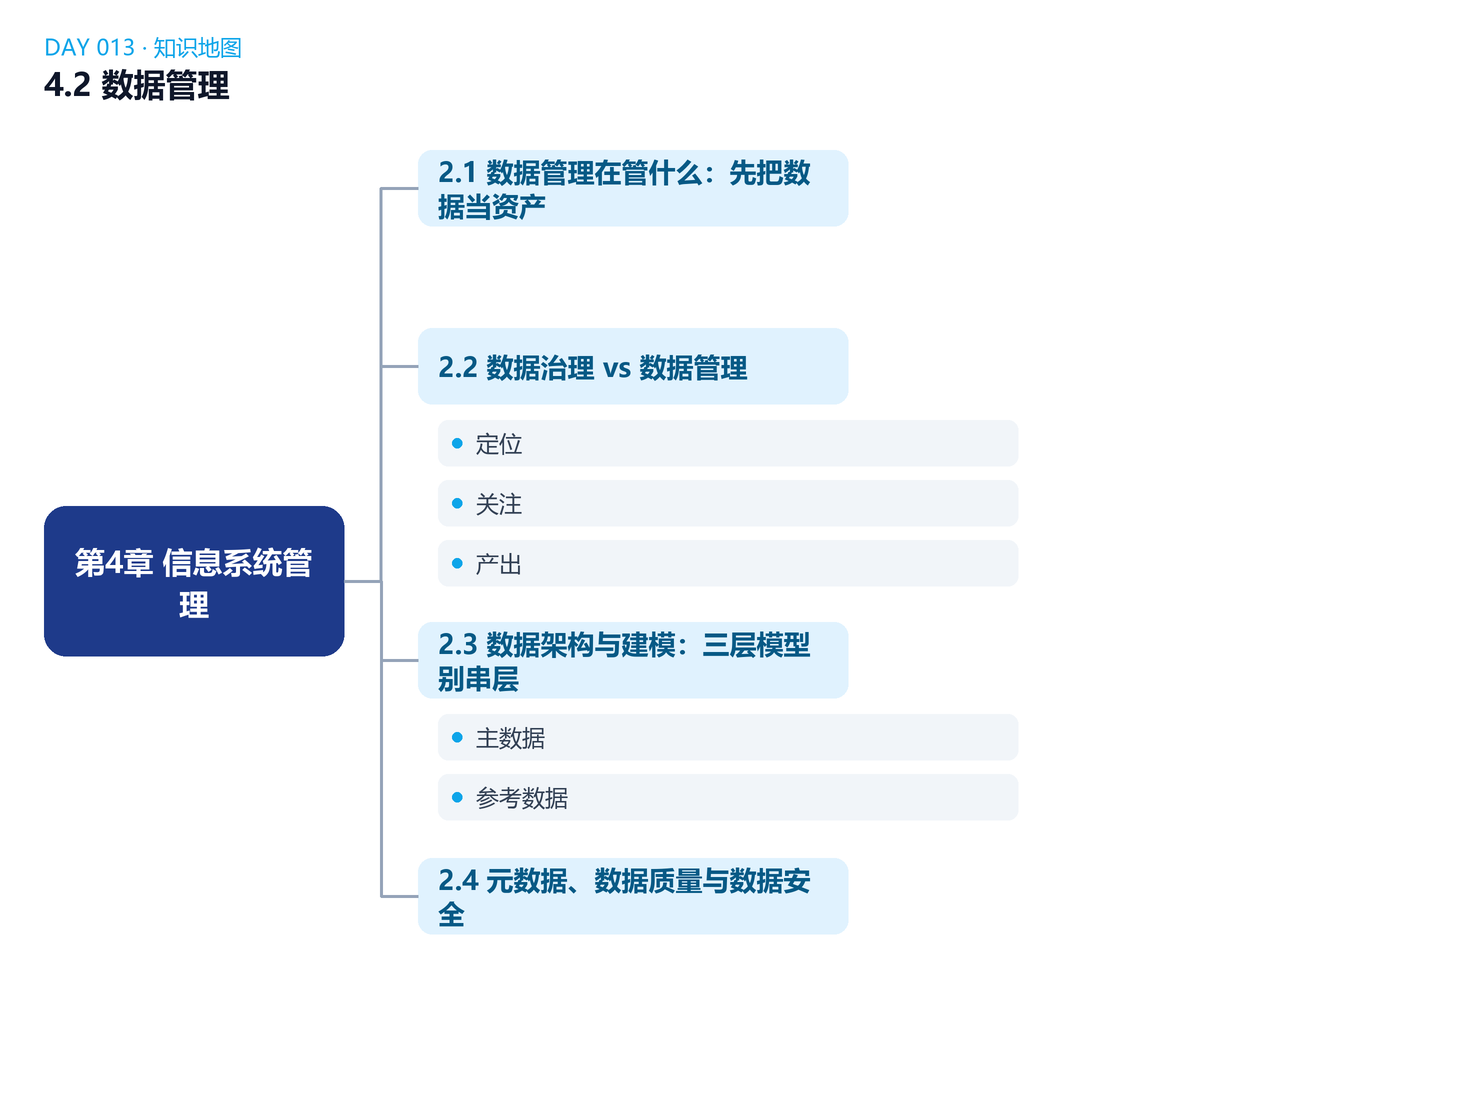 DAY 013 · 知识地图
4.2 数据管理
2.1 数据管理在管什么：先把数
据当资产
2.2 数据治理 vs 数据管理
定位
关注
产出
第4章 信息系统管
理
2.3 数据架构与建模：三层模型
别串层
主数据
参考数据
2.4 元数据、数据质量与数据安
全